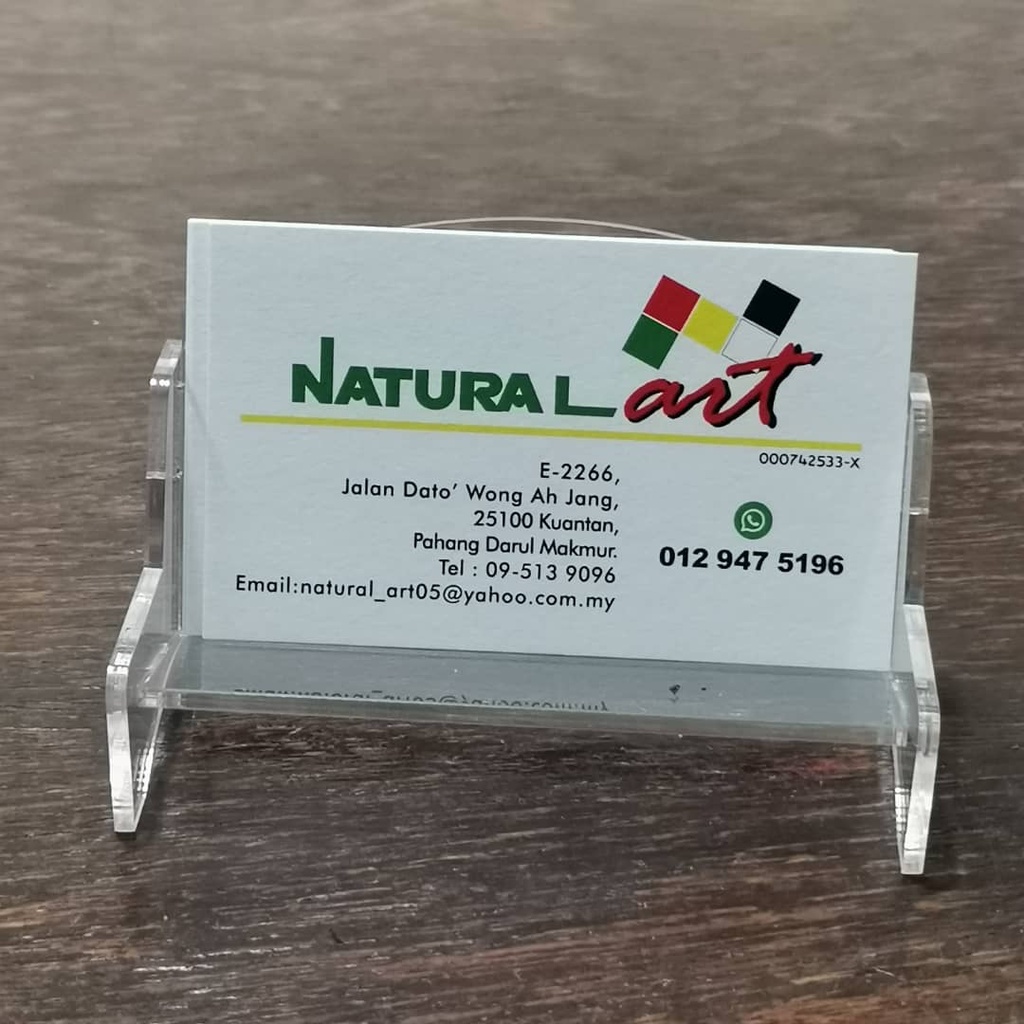 NATURAL art
000742533-X
E-2266,
Jalan Dato' Wong Ah Jang,
25100 Kuantan,
Pahang Darul Makmur.
Tel : 09-513 9096
Email:natural_art05@yahoo.com.my
012 947 5196